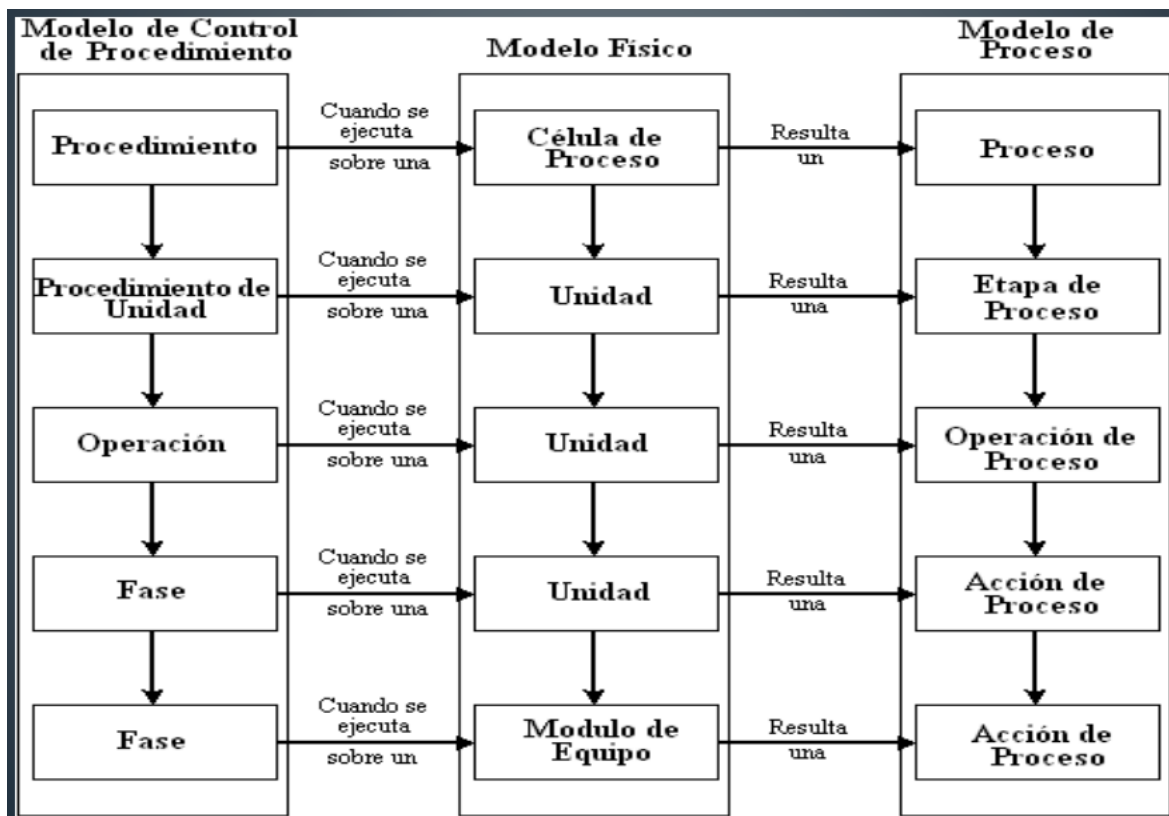 Modelo de Control
de Procedimiento
Modelo Físico
Modelo de
Proceso
Procedimiento
Cuando se
ejecuta
sobre una
Célula de
Proceso
Resulta
un
Proceso
Procedimiento de
Unidad
Cuando se
ejecuta
sobre una
Unidad
Resulta
una
Etapa de
Proceso
Operación
Cuando se
ejecuta
sobre una
Unidad
Resulta
una
Operación de
Proceso
Fase
Cuando se
ejecuta
sobre una
Unidad
Resulta
una
Acción de
Proceso
Fase
Cuando se
ejecuta
sobre un
Modulo de
Equipo
Resulta
una
Acción de
Proceso